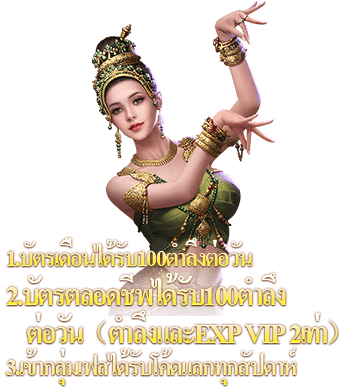 1.บัตรเดือนได้รับ100ตำลึงต่อวัน
2.บัตรตลอดชีพได้รับ100ตำลึง
ต่อวัน（ตำลึงและEXP VIP 2เท่า）
3.เข้ากลุ่มเฟสได้รับโค้ดแลกทุกสัปดาห์